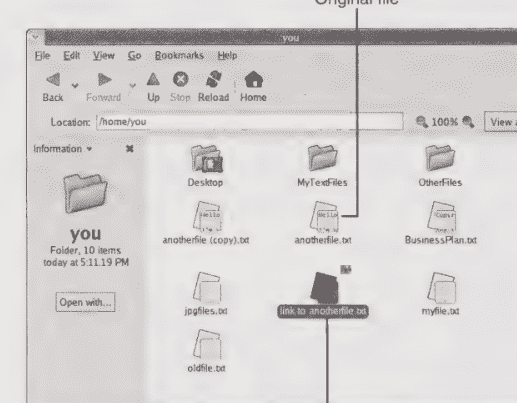 Original file
you
File Edit View Go Bookmarks Help
Back Forward Up Stop Reload Home
Location: /home/you 100% View a
Information
Desktop MyTextFiles OtherFiles
you
Folder, 10 items
today at 5:11:19 PM
anotherfile (copy).txt anotherfile.txt BusinessPlan.txt
Open with...
jpgfiles.txt link to anotherfile.txt myfile.txt
oldfile.txt